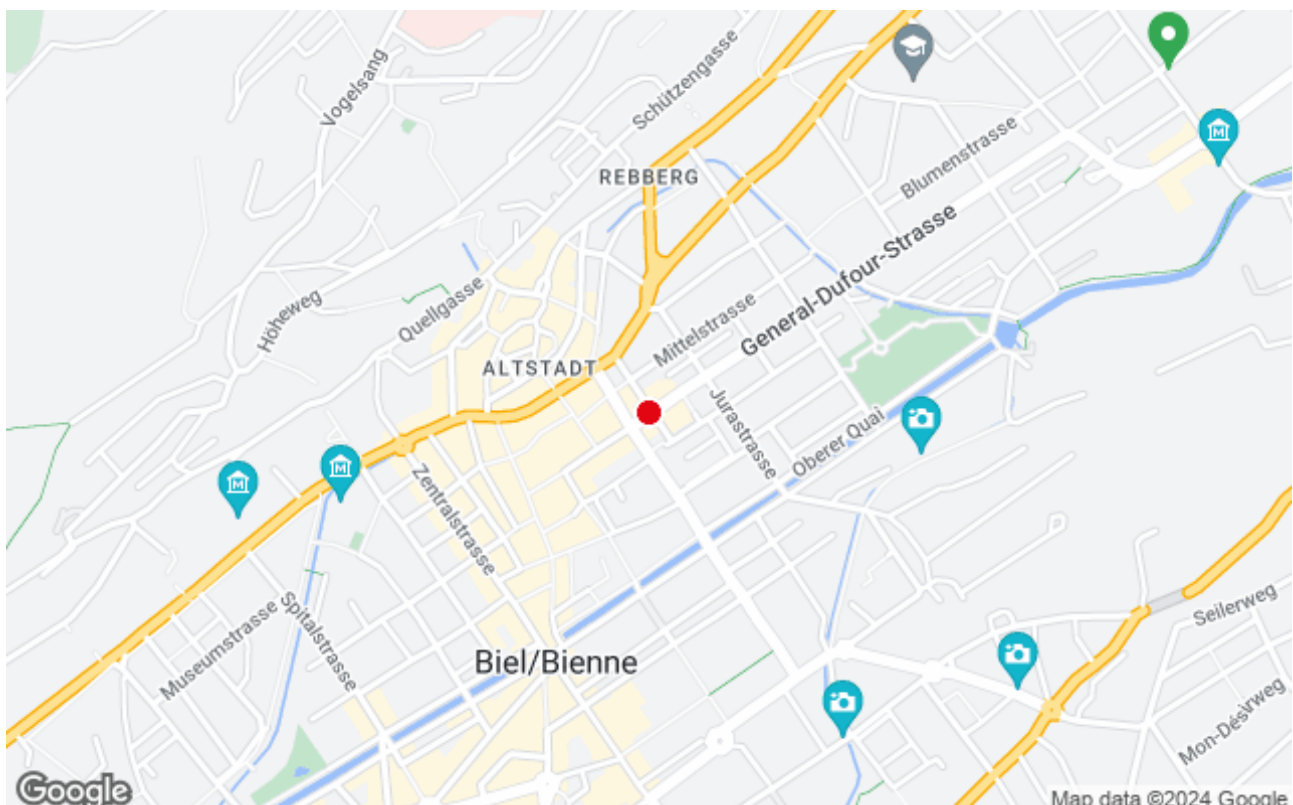 Vogelsang
Schützengasse
REBBERG
Blumenstrasse
General-Dufour-Strasse
Höheweg
Quellgasse
Mittelstrasse
ALTSTADT
Jurastrasse
Oberer Quai
Zentralstrasse
Museumstrasse
Spitalstrasse
Seilerweg
Biel/Bienne
Mon-Désirweg
Google
Map data ©2024 Google